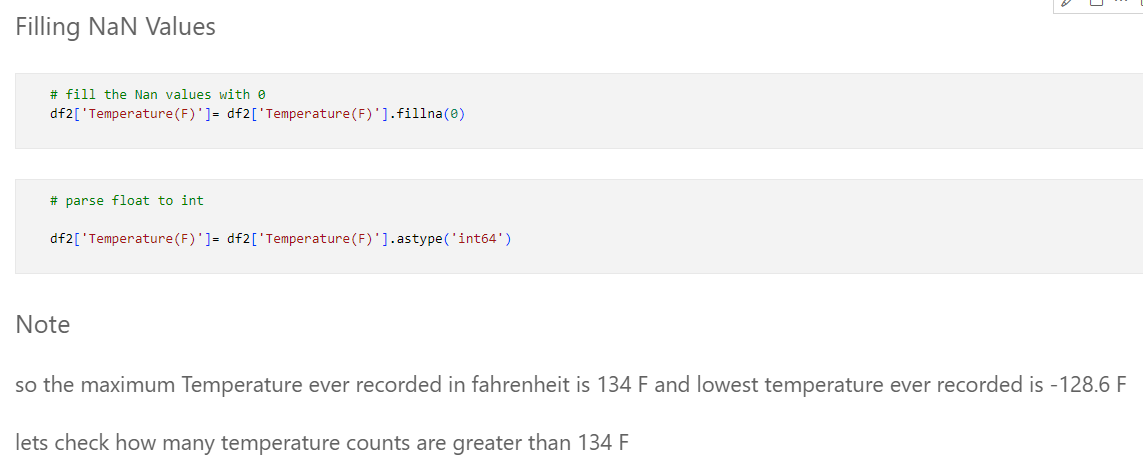 Filling NaN Values
# fill the Nan values with 0
df2['Temperature(F)']= df2['Temperature(F)'].fillna(0)
# parse float to int
df2['Temperature(F)']= df2['Temperature(F)'].astype('int64')
Note
so the maximum Temperature ever recorded in fahrenheit is 134 F and lowest temperature ever recorded is -128.6 F
lets check how many temperature counts are greater than 134 F